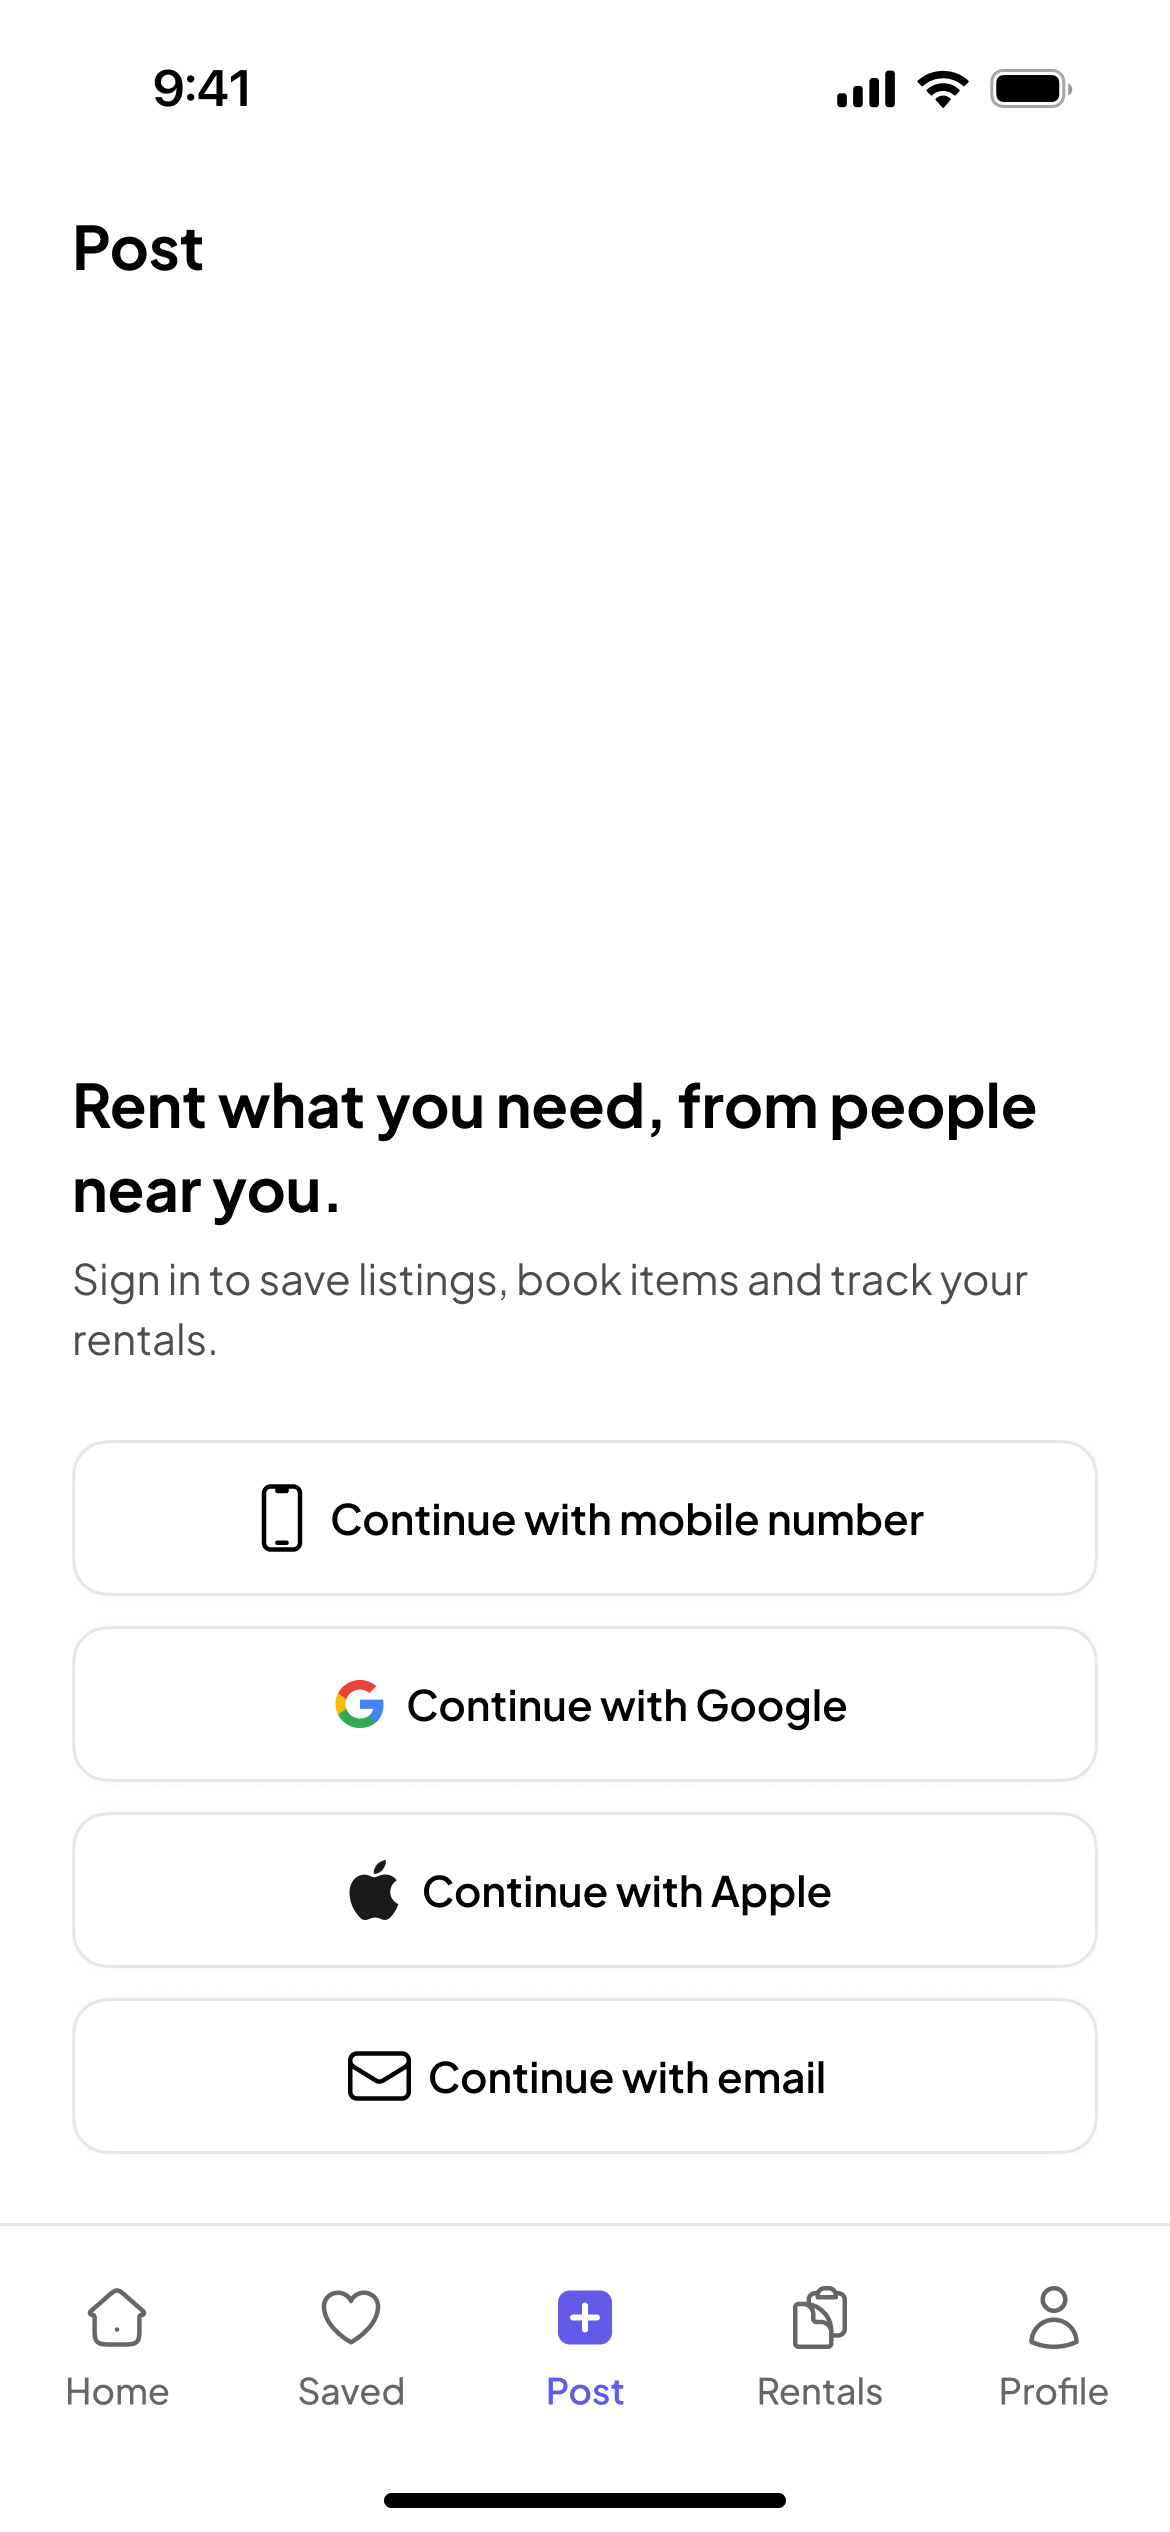 9:41
Post
Rent what you need, from people
near you.
Sign in to save listings, book items and track your
rentals.
Continue with mobile number
Continue with Google
Continue with Apple
Continue with email
Home
Saved
Post
Rentals
Profile